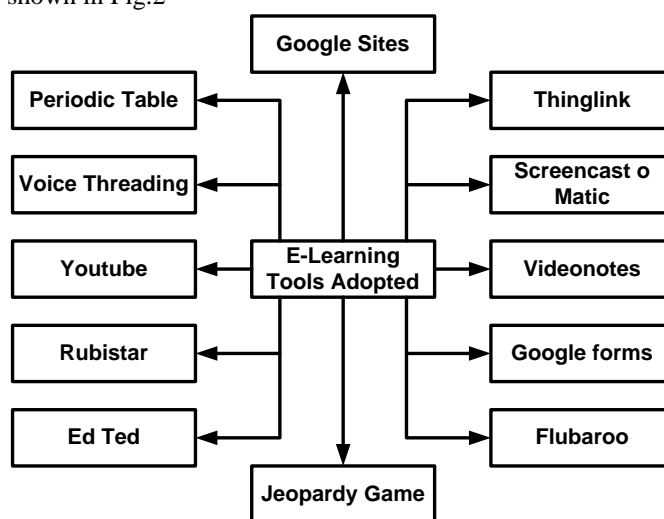 shown in Fig.2
Google Sites
Periodic Table
Thinglink
Voice Threading
Screencast o
Matic
Youtube
E-Learning
Tools Adopted
Videonotes
Rubistar
Google forms
Ed Ted
Flubaroo
Jeopardy Game